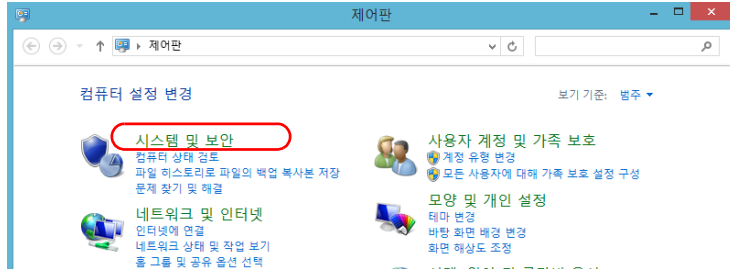 제어판
제어판
컴퓨터 설정 변경
보기 기준: 범주
시스템 및 보안
컴퓨터 상태 검토
파일 히스토리로 파일의 백업 복사본 저장
문제 찾기 및 해결
네트워크 및 인터넷
인터넷에 연결
네트워크 상태 및 작업 보기
홈 그룹 및 공유 옵션 선택
사용자 계정 및 가족 보호
계정 유형 변경
모든 사용자에 대해 가족 보호 설정 구성
모양 및 개인 설정
테마 변경
바탕 화면 배경 변경
화면 해상도 조정